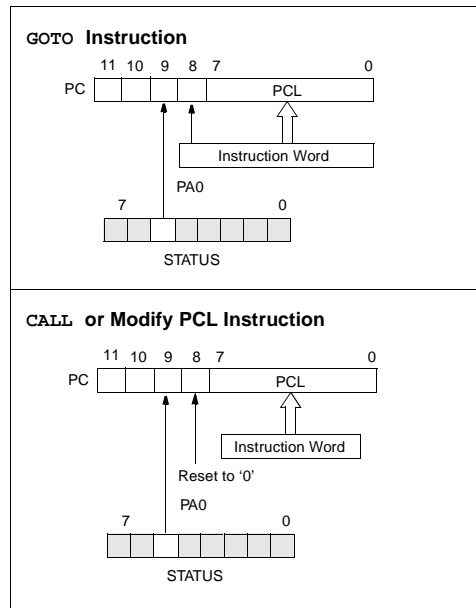 GOTO Instruction
11 10 9 8 7 0
PC PCL
Instruction Word
PA0
7 0
STATUS
CALL or Modify PCL Instruction
11 10 9 8 7 0
PC PCL
Instruction Word
Reset to ‘0’
PA0
7 0
STATUS